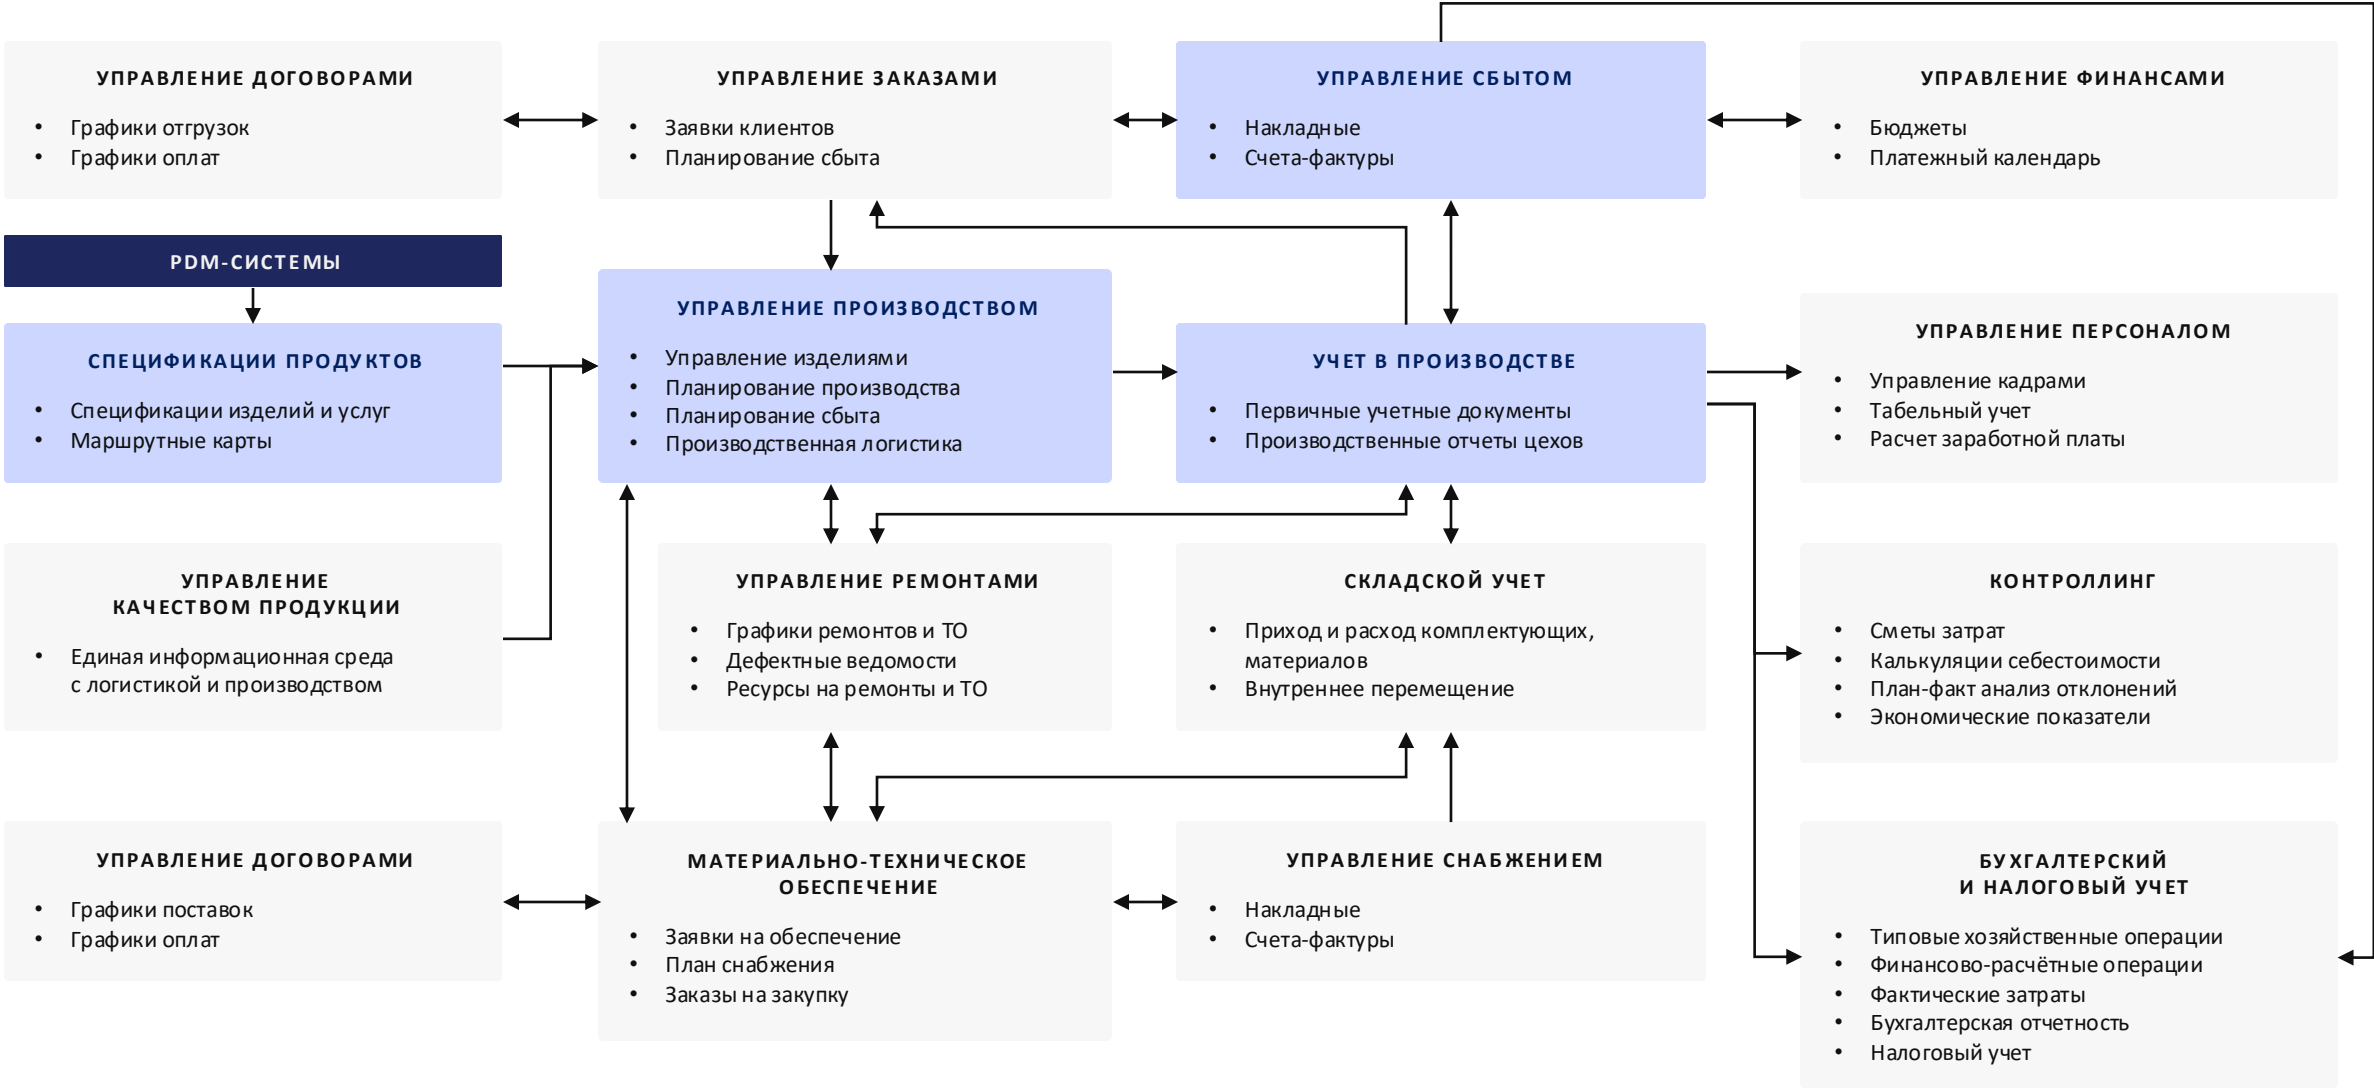 УПРАВЛЕНИЕ ДОГОВОРАМИ
• Графики отгрузок
• Графики оплат
УПРАВЛЕНИЕ ЗАКАЗАМИ
• Заявки клиентов
• Планирование сбыта
УПРАВЛЕНИЕ СБЫТОМ
• Накладные
• Счета-фактуры
УПРАВЛЕНИЕ ФИНАНСАМИ
• Бюджеты
• Платежный календарь
PDM-СИСТЕМЫ
СПЕЦИФИКАЦИИ ПРОДУКТОВ
• Спецификации изделий и услуг
• Маршрутные карты
УПРАВЛЕНИЕ ПРОИЗВОДСТВОМ
• Управление изделиями
• Планирование производства
• Планирование сбыта
• Производственная логистика
УЧЕТ В ПРОИЗВОДСТВЕ
• Первичные учетные документы
• Производственные отчеты цехов
УПРАВЛЕНИЕ ПЕРСОНАЛОМ
• Управление кадрами
• Табельный учет
• Расчет заработной платы
УПРАВЛЕНИЕ
КАЧЕСТВОМ ПРОДУКЦИИ
• Единая информационная среда
с логистикой и производством
УПРАВЛЕНИЕ РЕМОНТАМИ
• Графики ремонтов и ТО
• Дефектные ведомости
• Ресурсы на ремонты и ТО
СКЛАДСКОЙ УЧЕТ
• Приход и расход комплектующих,
материалов
• Внутреннее перемещение
КОНТРОЛЛИНГ
• Сметы затрат
• Калькуляции себестоимости
• План-факт анализ отклонений
• Экономические показатели
УПРАВЛЕНИЕ ДОГОВОРАМИ
• Графики поставок
• Графики оплат
МАТЕРИАЛЬНО-ТЕХНИЧЕСКОЕ
ОБЕСПЕЧЕНИЕ
• Заявки на обеспечение
• План снабжения
• Заказы на закупку
УПРАВЛЕНИЕ СНАБЖЕНИЕМ
• Накладные
• Счета-фактуры
БУХГАЛТЕРСКИЙ
И НАЛОГОВЫЙ УЧЕТ
• Типовые хозяйственные операции
• Финансово-расчётные операции
• Фактические затраты
• Бухгалтерская отчетность
• Налоговый учет